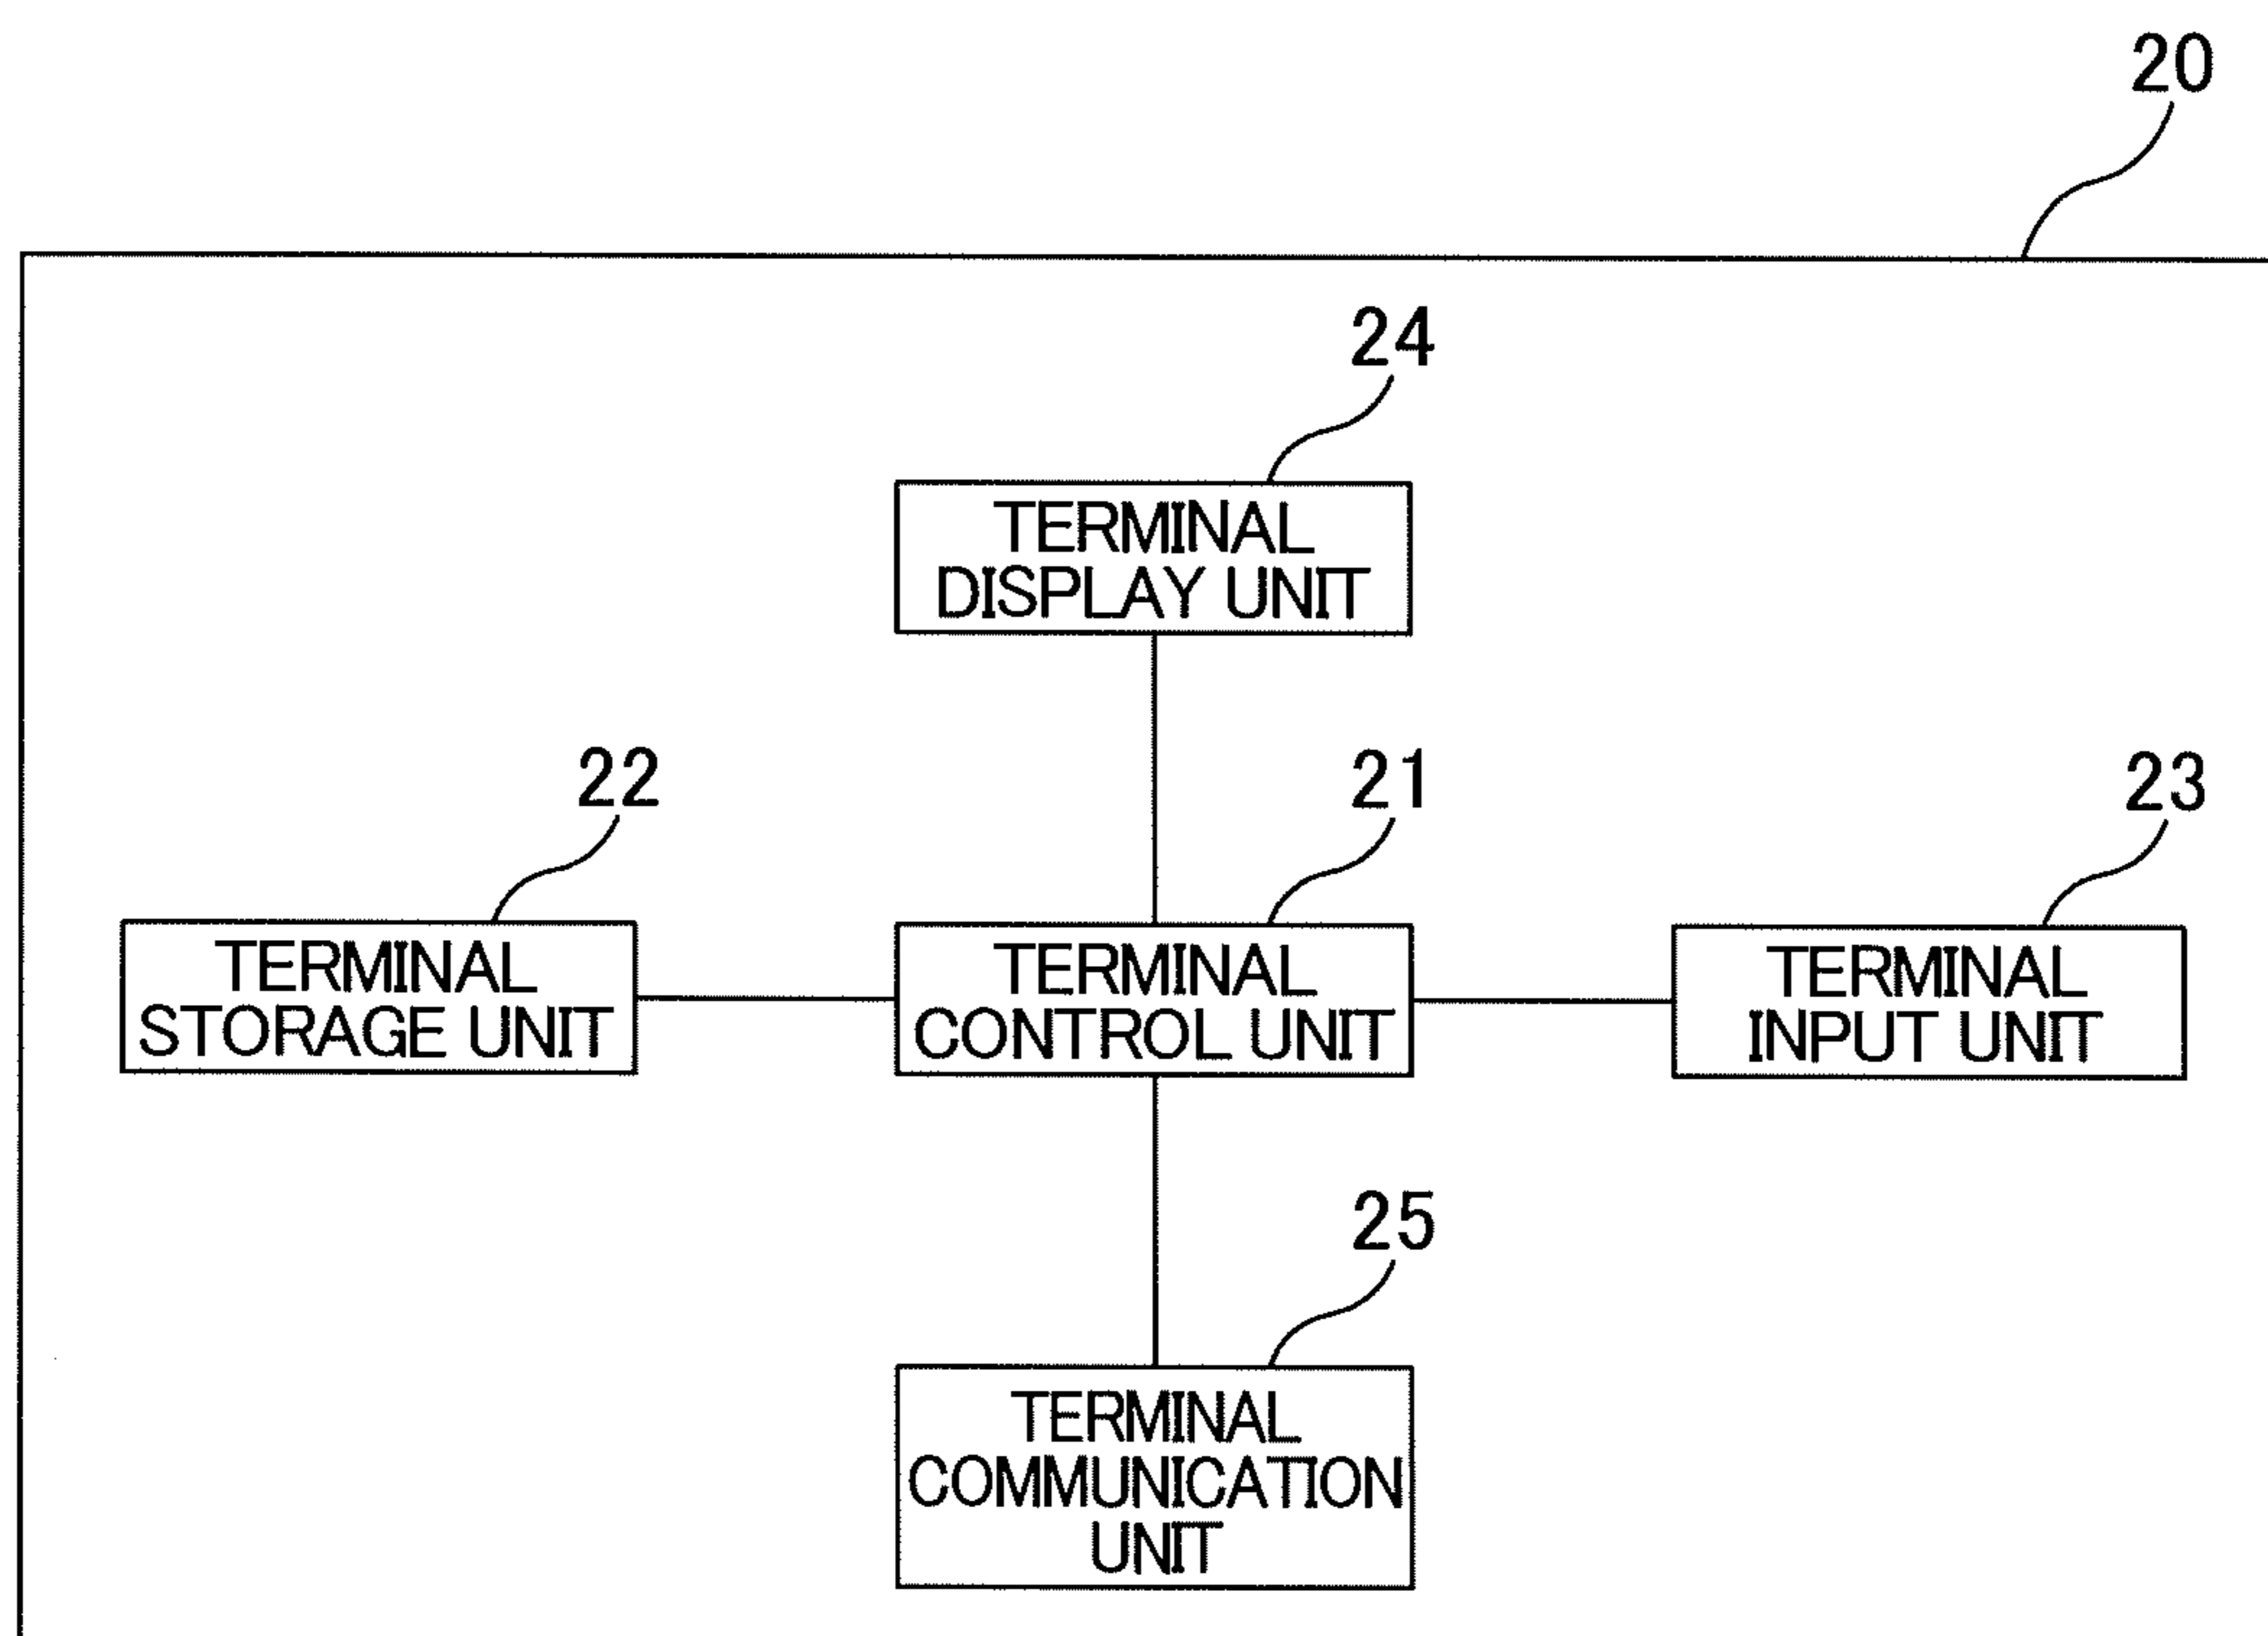 20
24
TERMINAL
DISPLAY UNIT
22
21
23
TERMINAL
STORAGE UNIT
TERMINAL
CONTROL UNIT
TERMINAL
INPUT UNIT
25
TERMINAL
COMMUNICATION
UNIT